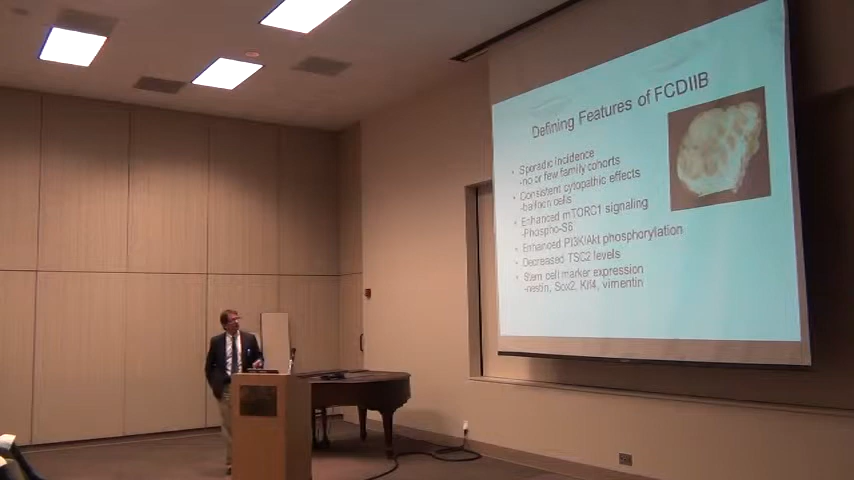 Defining Features of FCDIIB
• Sporadic Incidence
-no or few family cohorts
• Consistent cytopathic effects
-balloon cells
• Enhanced mTORC1 signaling
-Phospho-S6
• Enhanced PI3K/Akt phosphorylation
• Decreased TSC2 levels
• Stem cell marker expression
-nestin, Sox2, Klf4, vimentin